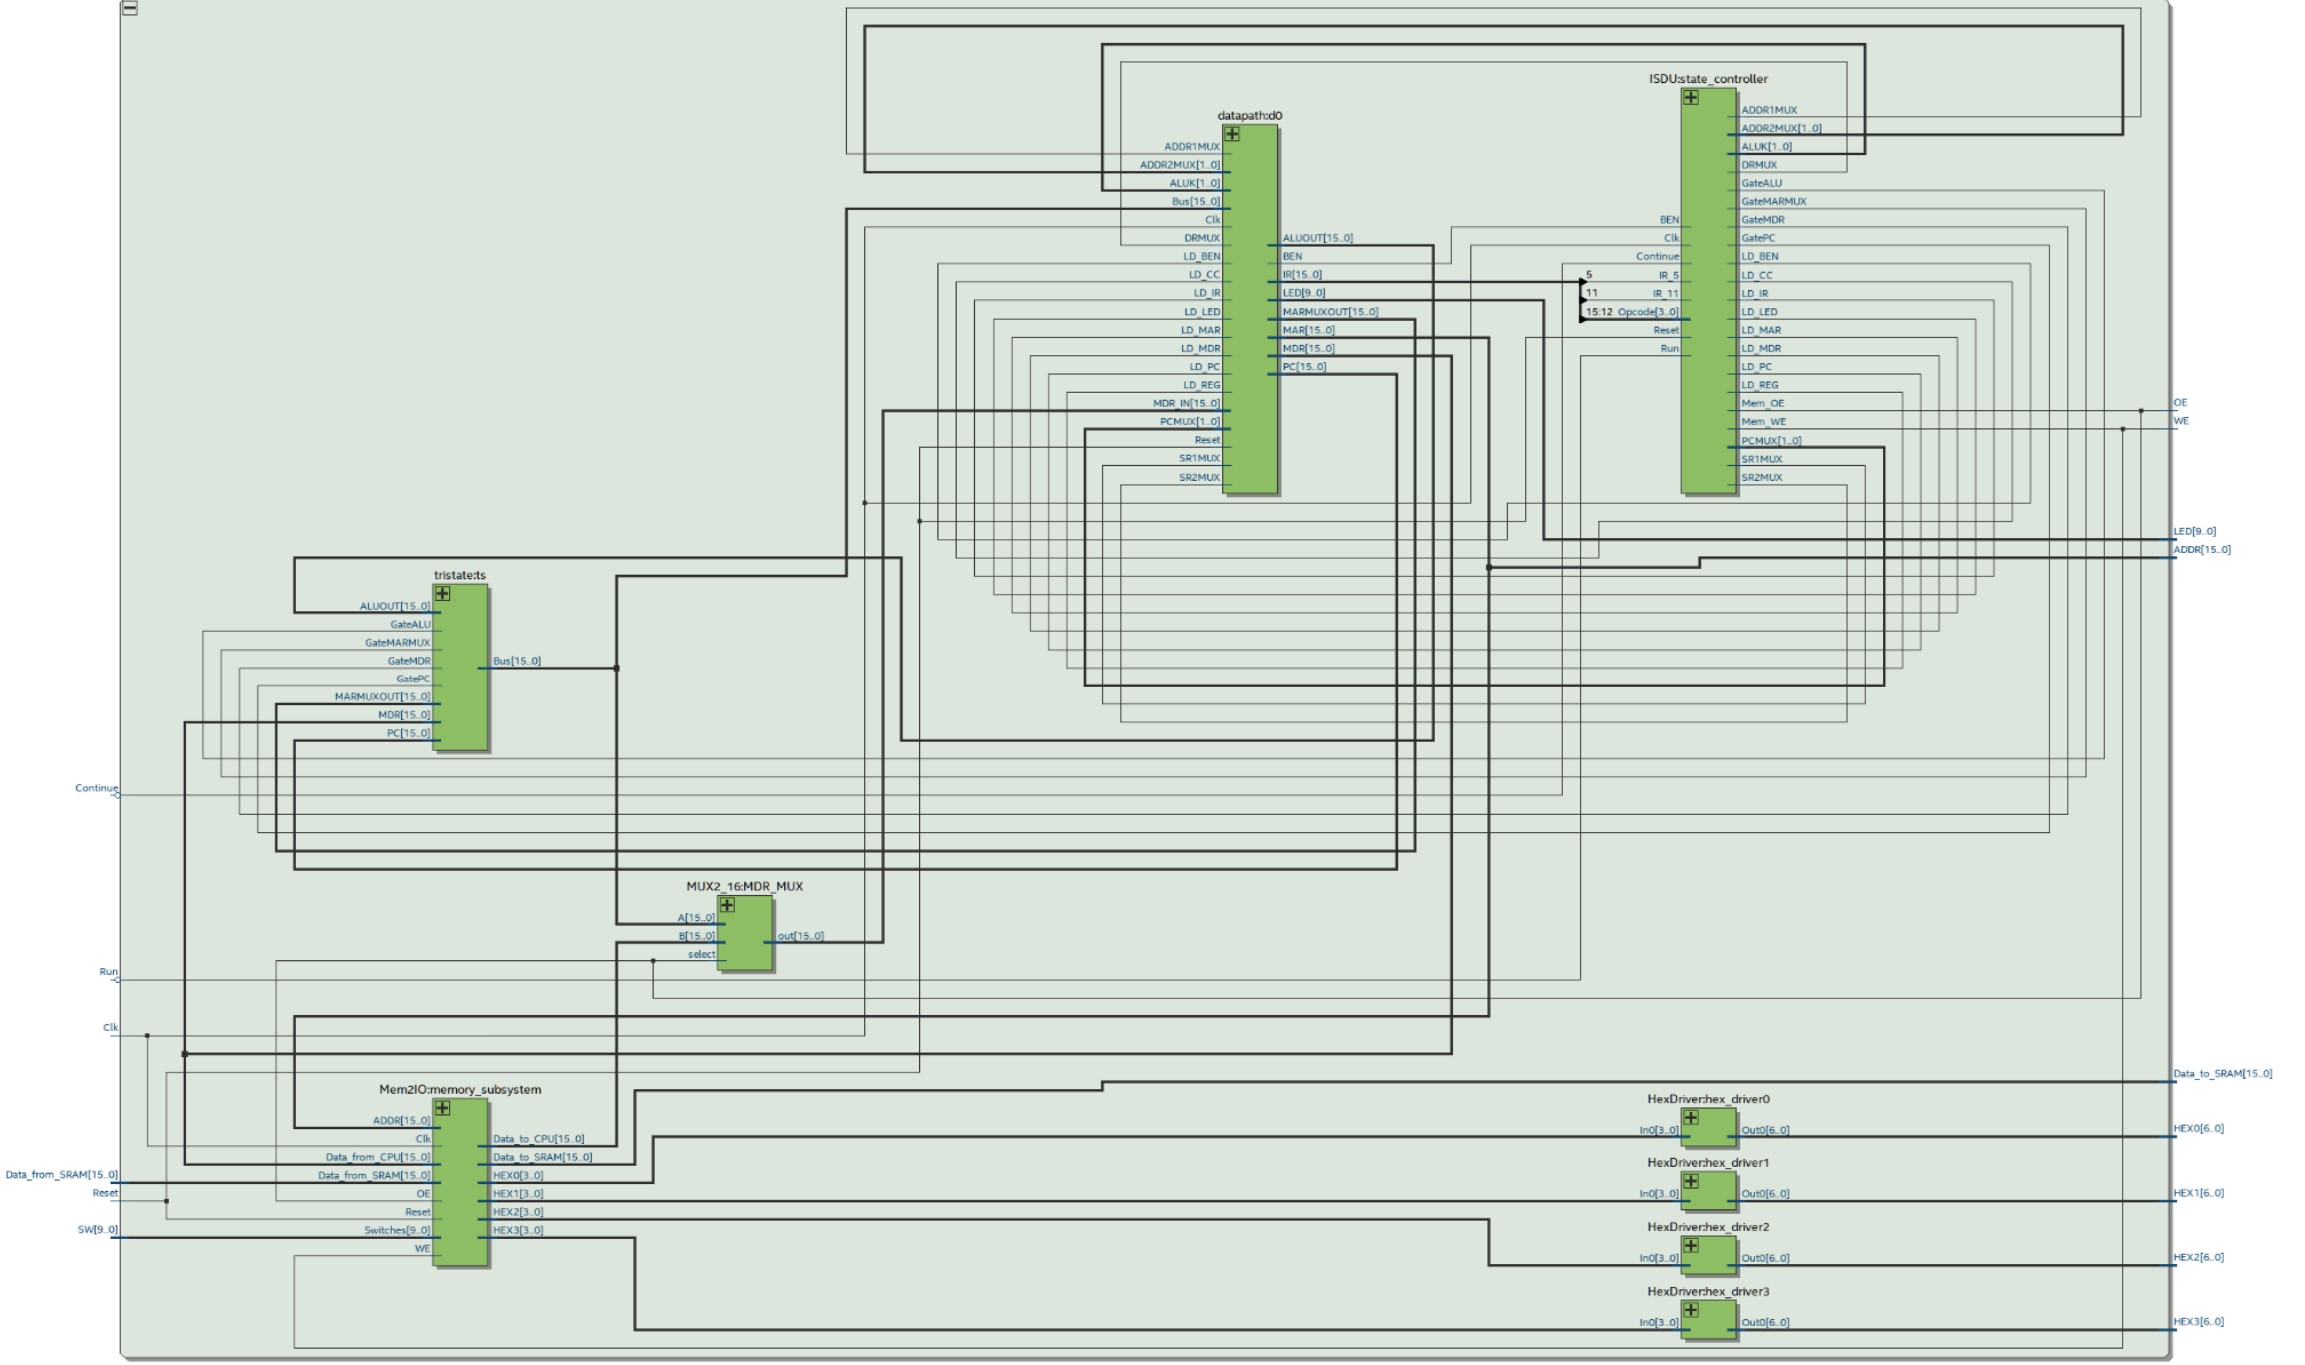 ISDU:state_controller
ADDR1MUX
ADDR2MUX[1..0]
ALUK[1..0]
DRMUX
GateALU
GateMARMUX
GateMDR
GatePC
LD_BEN
LD_CC
LD_IR
LD_LED
LD_MAR
LD_MDR
LD_PC
LD_REG
Mem_OE
Mem_WE
PCMUX[1..0]
SR1MUX
SR2MUX
BEN
Clk
Continue
5 IR_5
11 IR_11
15:12 Opcode[3..0]
Reset
Run
datapath:d0
ADDR1MUX
ADDR2MUX[1..0]
ALUK[1..0]
Bus[15..0]
Clk
DRMUX
LD_BEN
LD_CC
LD_IR
LD_LED
LD_MAR
LD_MDR
LD_PC
LD_REG
MDR_IN[15..0]
PCMUX[1..0]
Reset
SR1MUX
SR2MUX
ALUOUT[15..0]
BEN
IR[15..0]
LED[9..0]
MARMUXOUT[15..0]
MAR[15..0]
MDR[15..0]
PC[15..0]
OE
WE
LED[9..0]
ADDR[15..0]
tristate:ts
ALUOUT[15..0]
GateALU
GateMARMUX
GateMDR
GatePC
MARMUXOUT[15..0]
MDR[15..0]
PC[15..0]
Bus[15..0]
Continue
MUX2_16:MDR_MUX
A[15..0]
B[15..0]
select
out[15..0]
Run
Clk
Mem2IO:memory_subsystem
ADDR[15..0]
Clk
Data_from_CPU[15..0]
Data_from_SRAM[15..0]
OE
Reset
Switches[9..0]
WE
Data_to_CPU[15..0]
Data_to_SRAM[15..0]
HEX0[3..0]
HEX1[3..0]
HEX2[3..0]
HEX3[3..0]
Data_from_SRAM[15..0]
Reset
SW[9..0]
Data_to_SRAM[15..0]
HexDriver:hex_driver0
In0[3..0] Out0[6..0] HEX0[6..0]
HexDriver:hex_driver1
In0[3..0] Out0[6..0] HEX1[6..0]
HexDriver:hex_driver2
In0[3..0] Out0[6..0] HEX2[6..0]
HexDriver:hex_driver3
In0[3..0] Out0[6..0] HEX3[6..0]